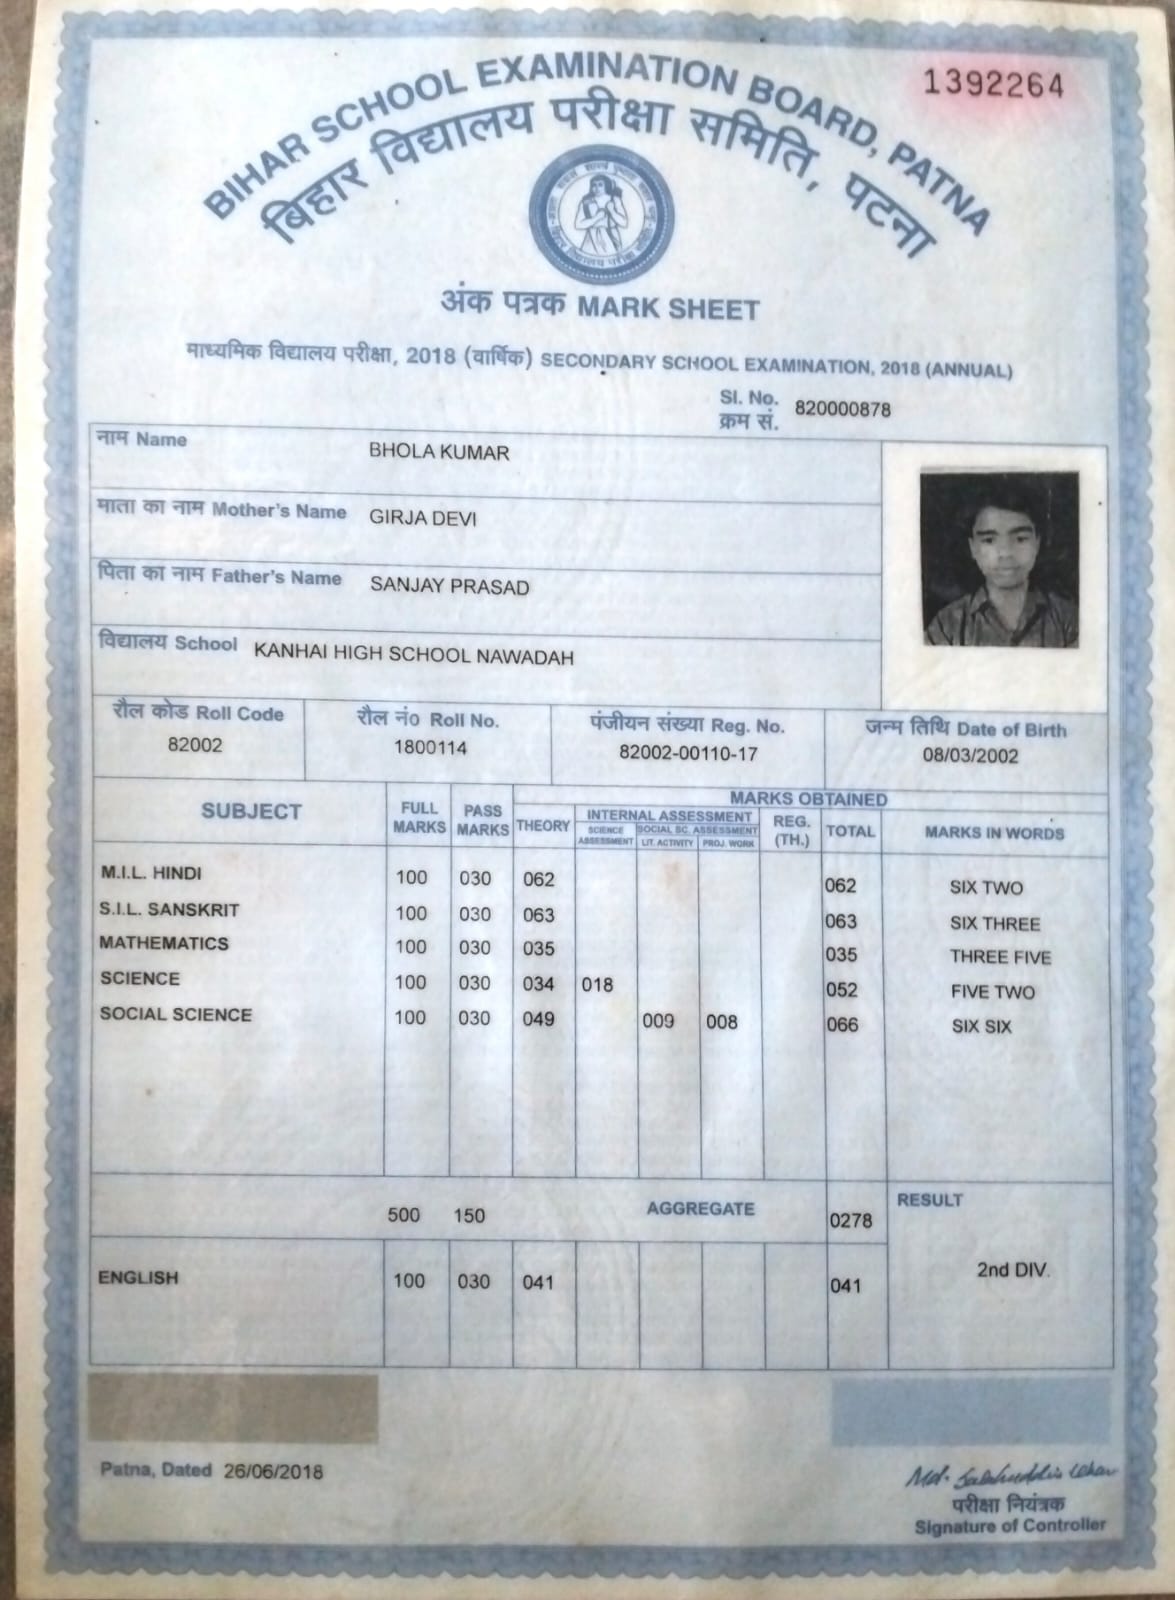 1392264
BIHAR SCHOOL EXAMINATION BOARD, PATNA
बिहार विद्यालय परीक्षा समिति, पटना
अंक पत्रक MARK SHEET
माध्यमिक विद्यालय परीक्षा, 2018 (वार्षिक) SECONDARY SCHOOL EXAMINATION, 2018 (ANNUAL)
Sl. No. 820000878
क्रम सं.
नाम Name BHOLA KUMAR
माता का नाम Mother's Name GIRJA DEVI
पिता का नाम Father's Name SANJAY PRASAD
विद्यालय School KANHAI HIGH SCHOOL NAWADAH
रौल कोड Roll Code रौल नं० Roll No. पंजीयन संख्या Reg. No. जन्म तिथि Date of Birth
82002 1800114 82002-00110-17 08/03/2002
SUBJECT FULL MARKS PASS MARKS MARKS OBTAINED
THEORY INTERNAL ASSESSMENT REG. (TH.) TOTAL MARKS IN WORDS
SCIENCE ASSESSMENT SOCIAL SC. ASSESSMENT
LIT. ACTIVITY PROJ. WORK
M.I.L. HINDI 100 030 062 062 SIX TWO
S.I.L. SANSKRIT 100 030 063 063 SIX THREE
MATHEMATICS 100 030 035 035 THREE FIVE
SCIENCE 100 030 034 018 052 FIVE TWO
SOCIAL SCIENCE 100 030 049 009 008 066 SIX SIX
500 150 AGGREGATE 0278 RESULT
2nd DIV.
ENGLISH 100 030 041 041
Patna, Dated 26/06/2018
परीक्षा नियंत्रक
Signature of Controller